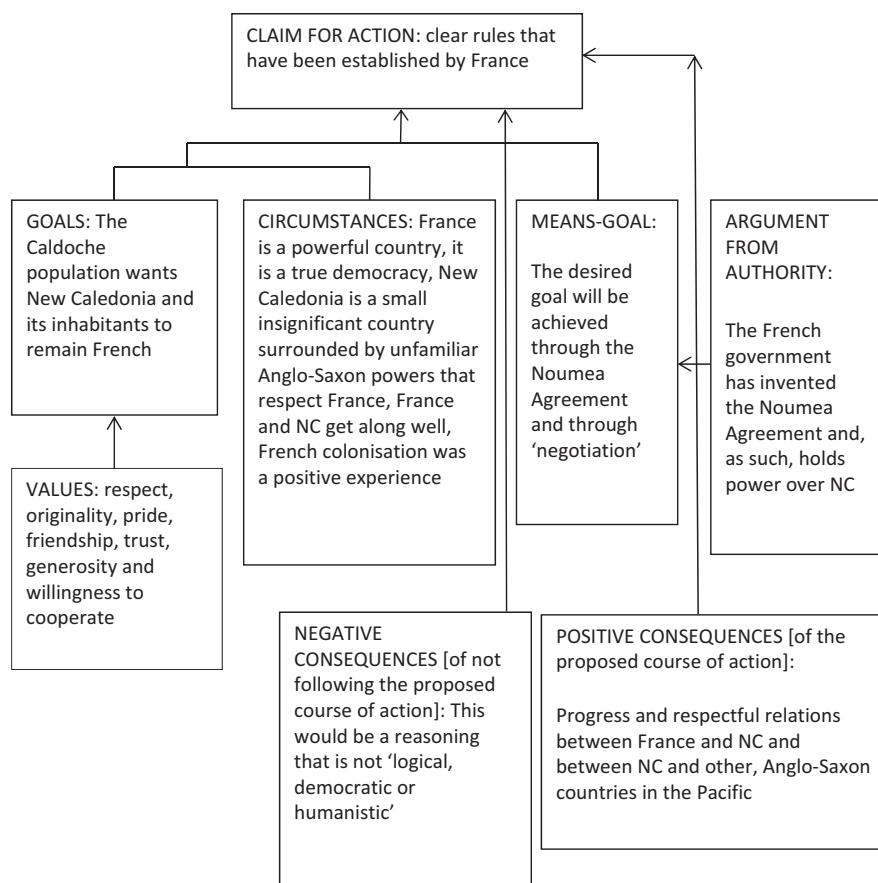 CLAIM FOR ACTION: clear rules that
have been established by France
GOALS: The
Caldoche
population wants
New Caledonia and
its inhabitants to
remain French
CIRCUMSTANCES: France
is a powerful country, it
is a true democracy, New
Caledonia is a small
insignificant country
surrounded by unfamiliar
Anglo-Saxon powers that
respect France, France
and NC get along well,
French colonisation was
a positive experience
MEANS-GOAL:
The desired
goal will be
achieved
through the
Noumea
Agreement
and through
‘negotiation’
ARGUMENT
FROM
AUTHORITY:
The French
government
has invented
the Noumea
Agreement and,
as such, holds
power over NC
VALUES: respect,
originality, pride,
friendship, trust,
generosity and
willingness to
cooperate
NEGATIVE
CONSEQUENCES [of not
following the proposed
course of action]: This
would be a reasoning
that is not ‘logical,
democratic or
humanistic’
POSITIVE CONSEQUENCES [of the
proposed course of action]:
Progress and respectful relations
between France and NC and
between NC and other, Anglo-Saxon
countries in the Pacific